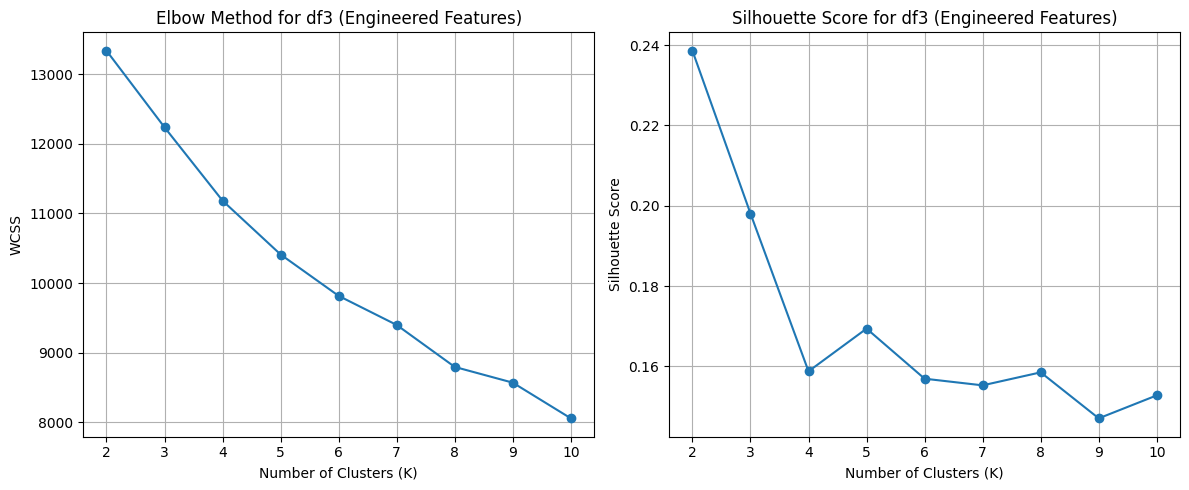 Elbow Method for df3 (Engineered Features)
13000
12000
11000
10000
9000
8000
WCSS
2 3 4 5 6 7 8 9 10
Number of Clusters (K)
Silhouette Score for df3 (Engineered Features)
0.24
0.22
0.20
0.18
0.16
Silhouette Score
2 3 4 5 6 7 8 9 10
Number of Clusters (K)